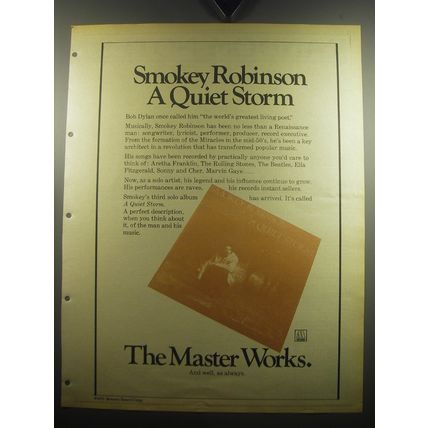 Smokey Robinson
A Quiet Storm
Bob Dylan once called him "the world's greatest living poet."
Musically, Smokey Robinson has been no less than a Renaissance
man: songwriter, lyricist, performer, producer, record executive.
From the formation of the Miracles in the mid-50's, he's been a key
architect in a revolution that has transformed popular music.
His songs have been recorded by practically anyone you'd care to
think of: Aretha Franklin, The Rolling Stones, The Beatles, Ella
Fitzgerald, Sonny and Cher, Marvin Gaye....
Now, as a solo artist, his legend and his influence continue to grow.
His performances are raves, his records instant sellers.
Smokey's third solo album has arrived. It's called
A Quiet Storm.
A perfect description,
when you think about
it, of the man and his
music.
The Master Works.
And well, as always.